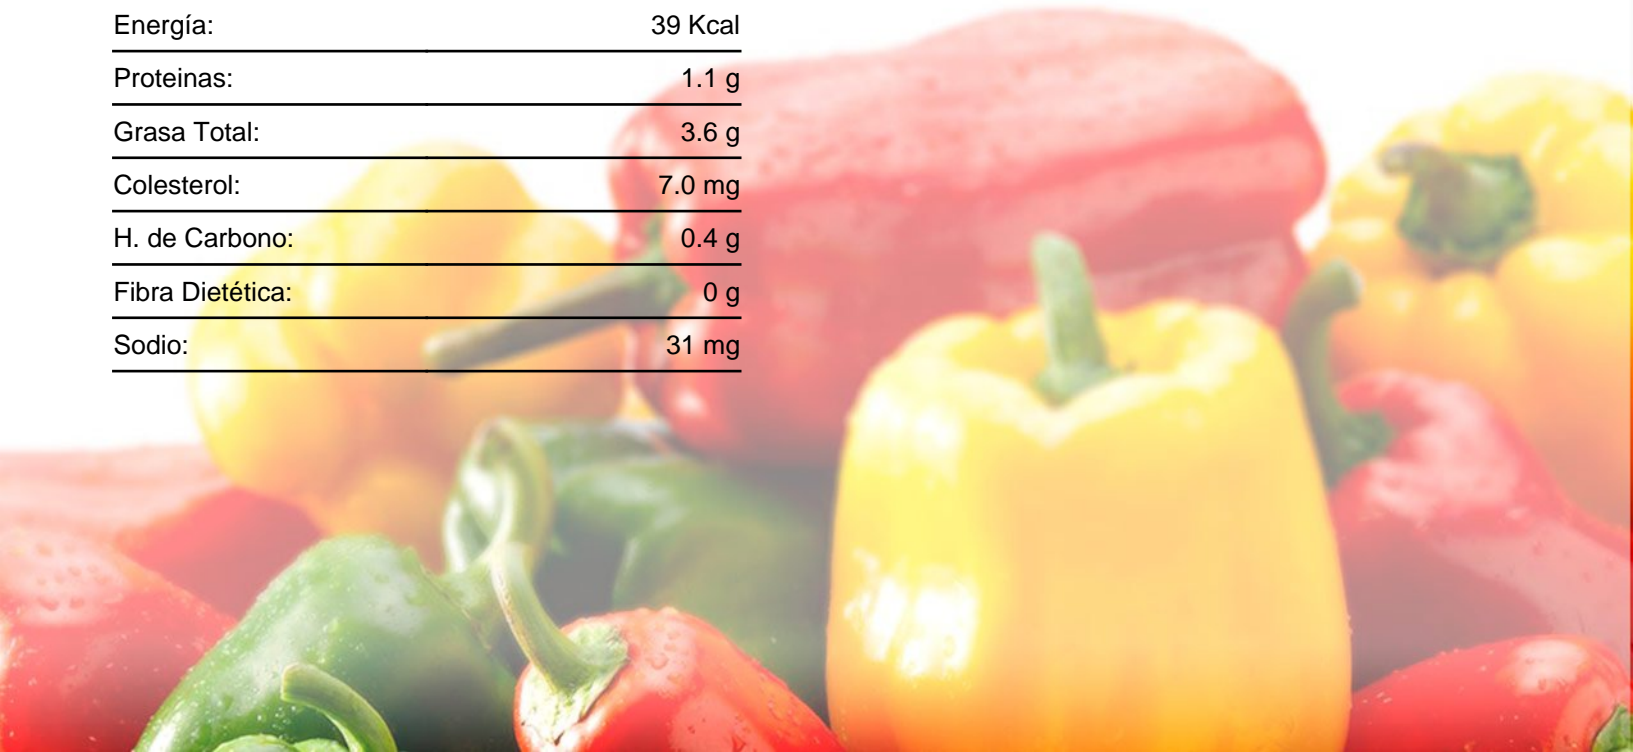 Energía: 39 Kcal
Proteinas: 1.1 g
Grasa Total: 3.6 g
Colesterol: 7.0 mg
H. de Carbono: 0.4 g
Fibra Dietética: 0 g
Sodio: 31 mg